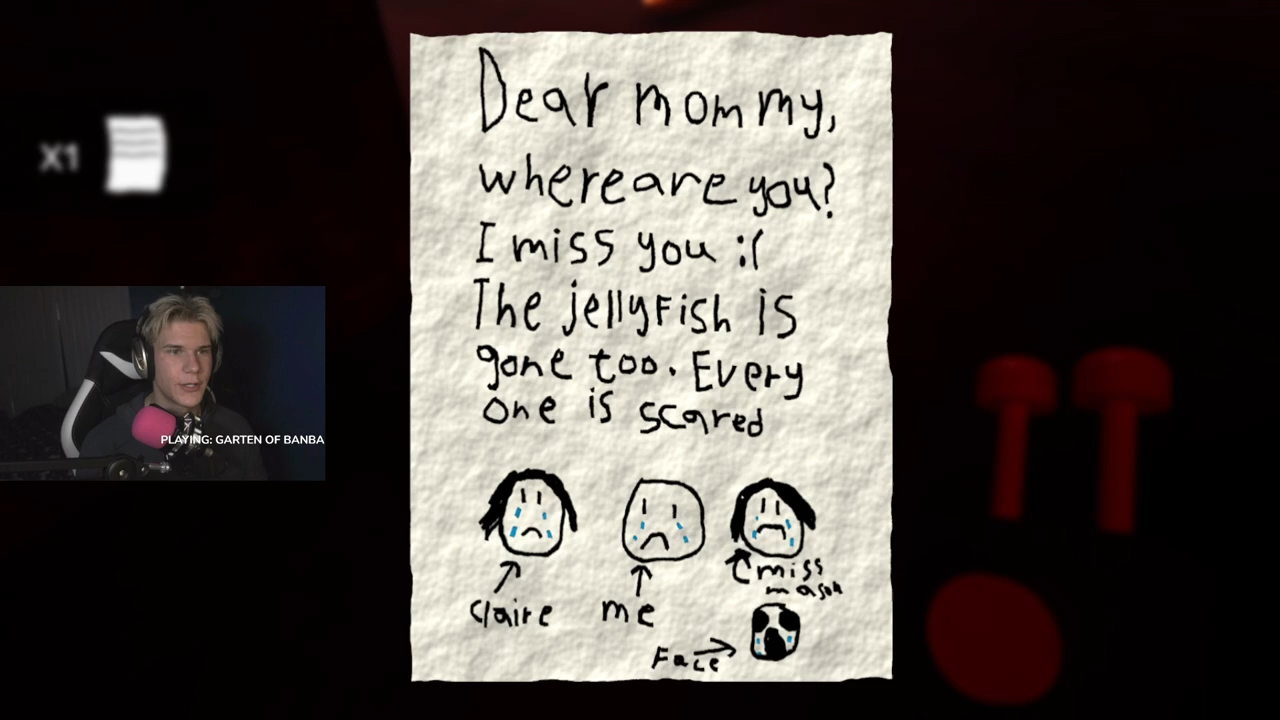 Dear mommy,
where are you?
I miss you :(
The jellyfish is
gone too. Every
one is scared
X1
PLAYING: GARTEN OF BANBA
claire
me
miss
mason
Face